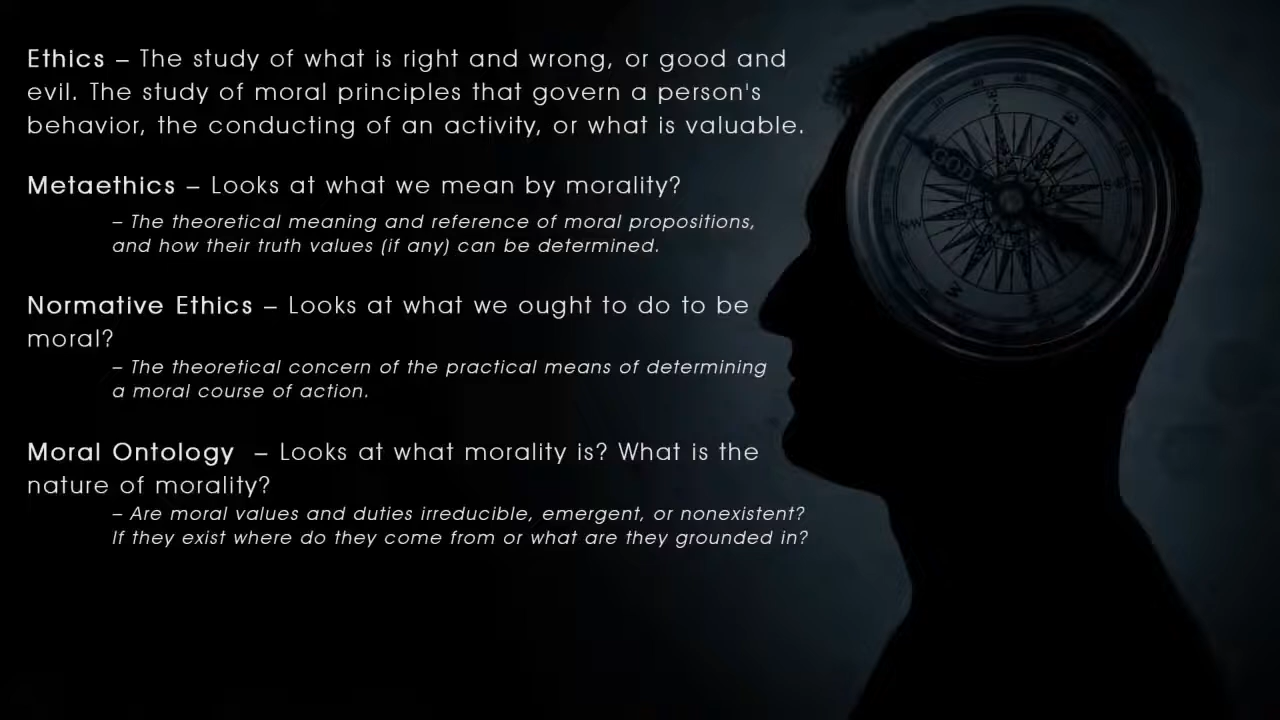 Ethics – The study of what is right and wrong, or good and
evil. The study of moral principles that govern a person's
behavior, the conducting of an activity, or what is valuable.
Metaethics – Looks at what we mean by morality?
– The theoretical meaning and reference of moral propositions,
and how their truth values (if any) can be determined.
Normative Ethics – Looks at what we ought to do to be
moral?
– The theoretical concern of the practical means of determining
a moral course of action.
Moral Ontology – Looks at what morality is? What is the
nature of morality?
– Are moral values and duties irreducible, emergent, or nonexistent?
If they exist where do they come from or what are they grounded in?
GOD